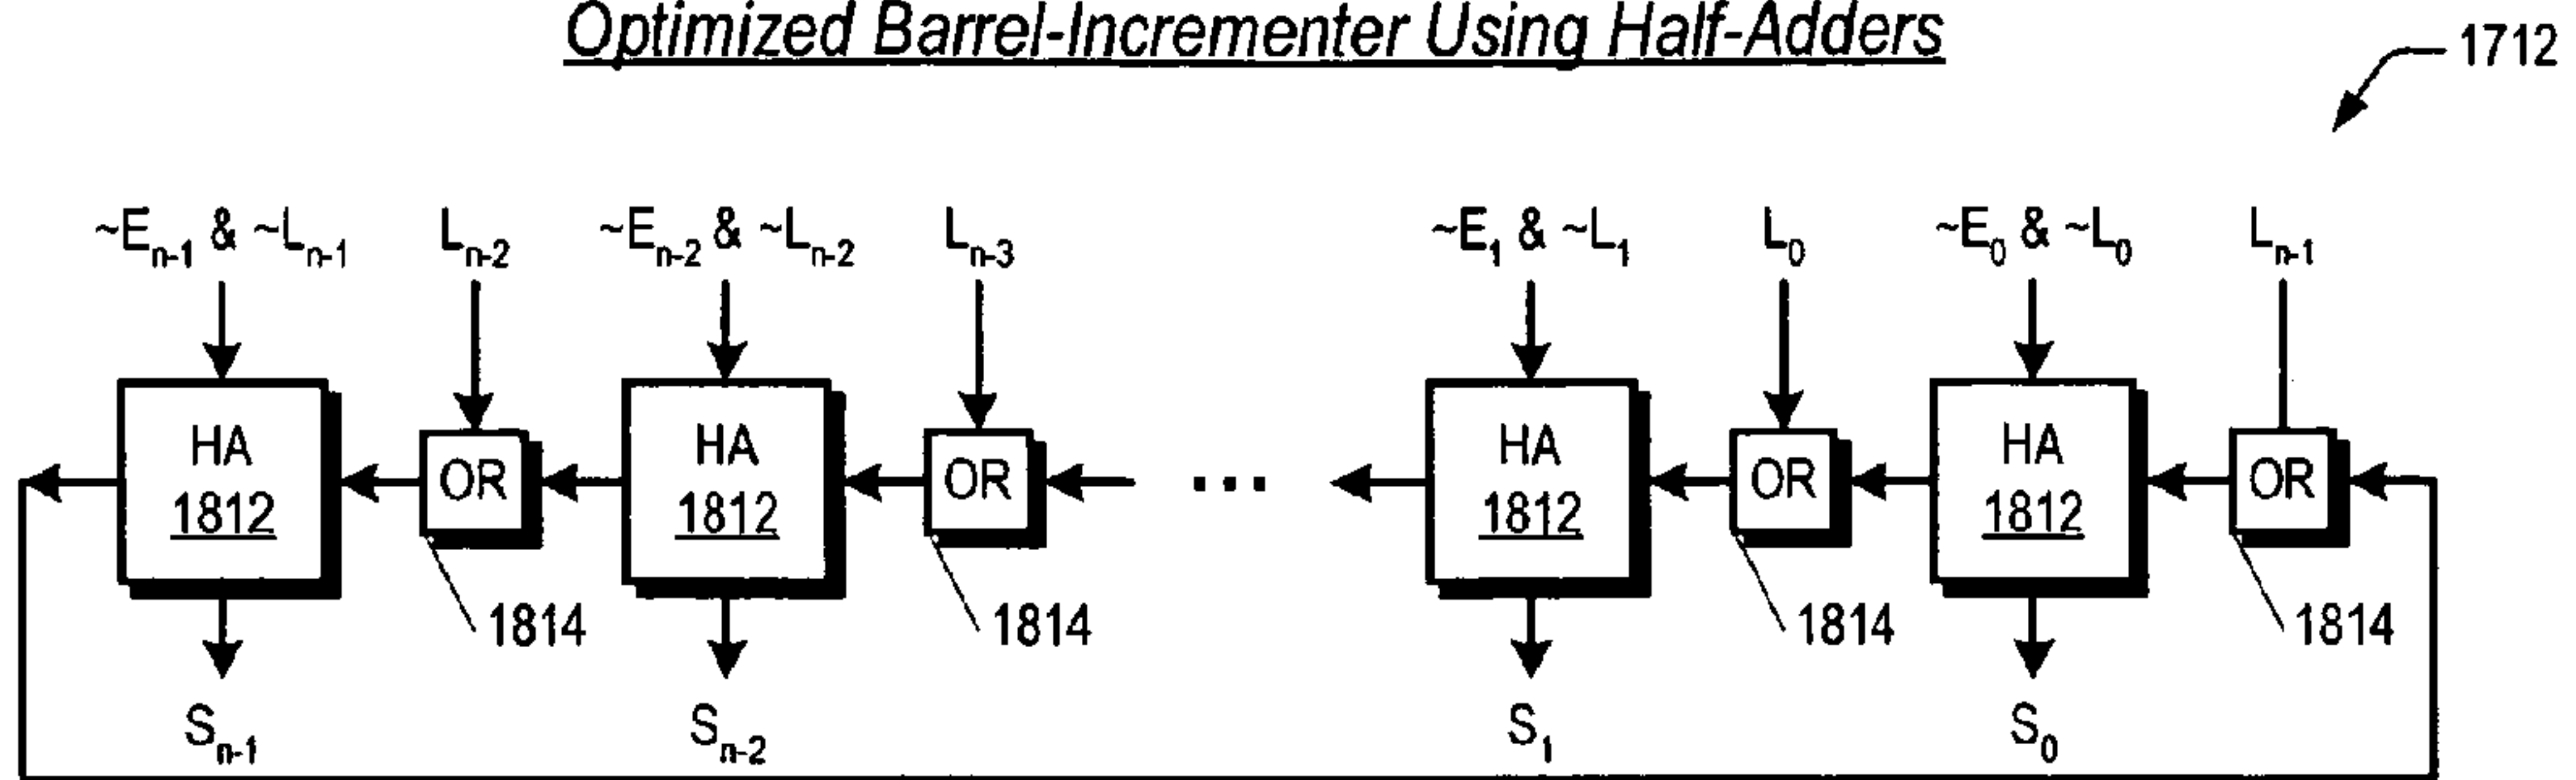 Optimized Barrel-Incrementer Using Half-Adders
1712
~Eₙ₋₁ & ~Lₙ₋₁ Lₙ₋₂ ~Eₙ₋₂ & ~Lₙ₋₂ Lₙ₋₃ ~E₁ & ~L₁ L₀ ~E₀ & ~L₀ Lₙ₋₁
HA OR HA OR ... HA OR HA OR
1812 1812 1812 1812
1814 1814 1814 1814
Sₙ₋₁ Sₙ₋₂ S₁ S₀